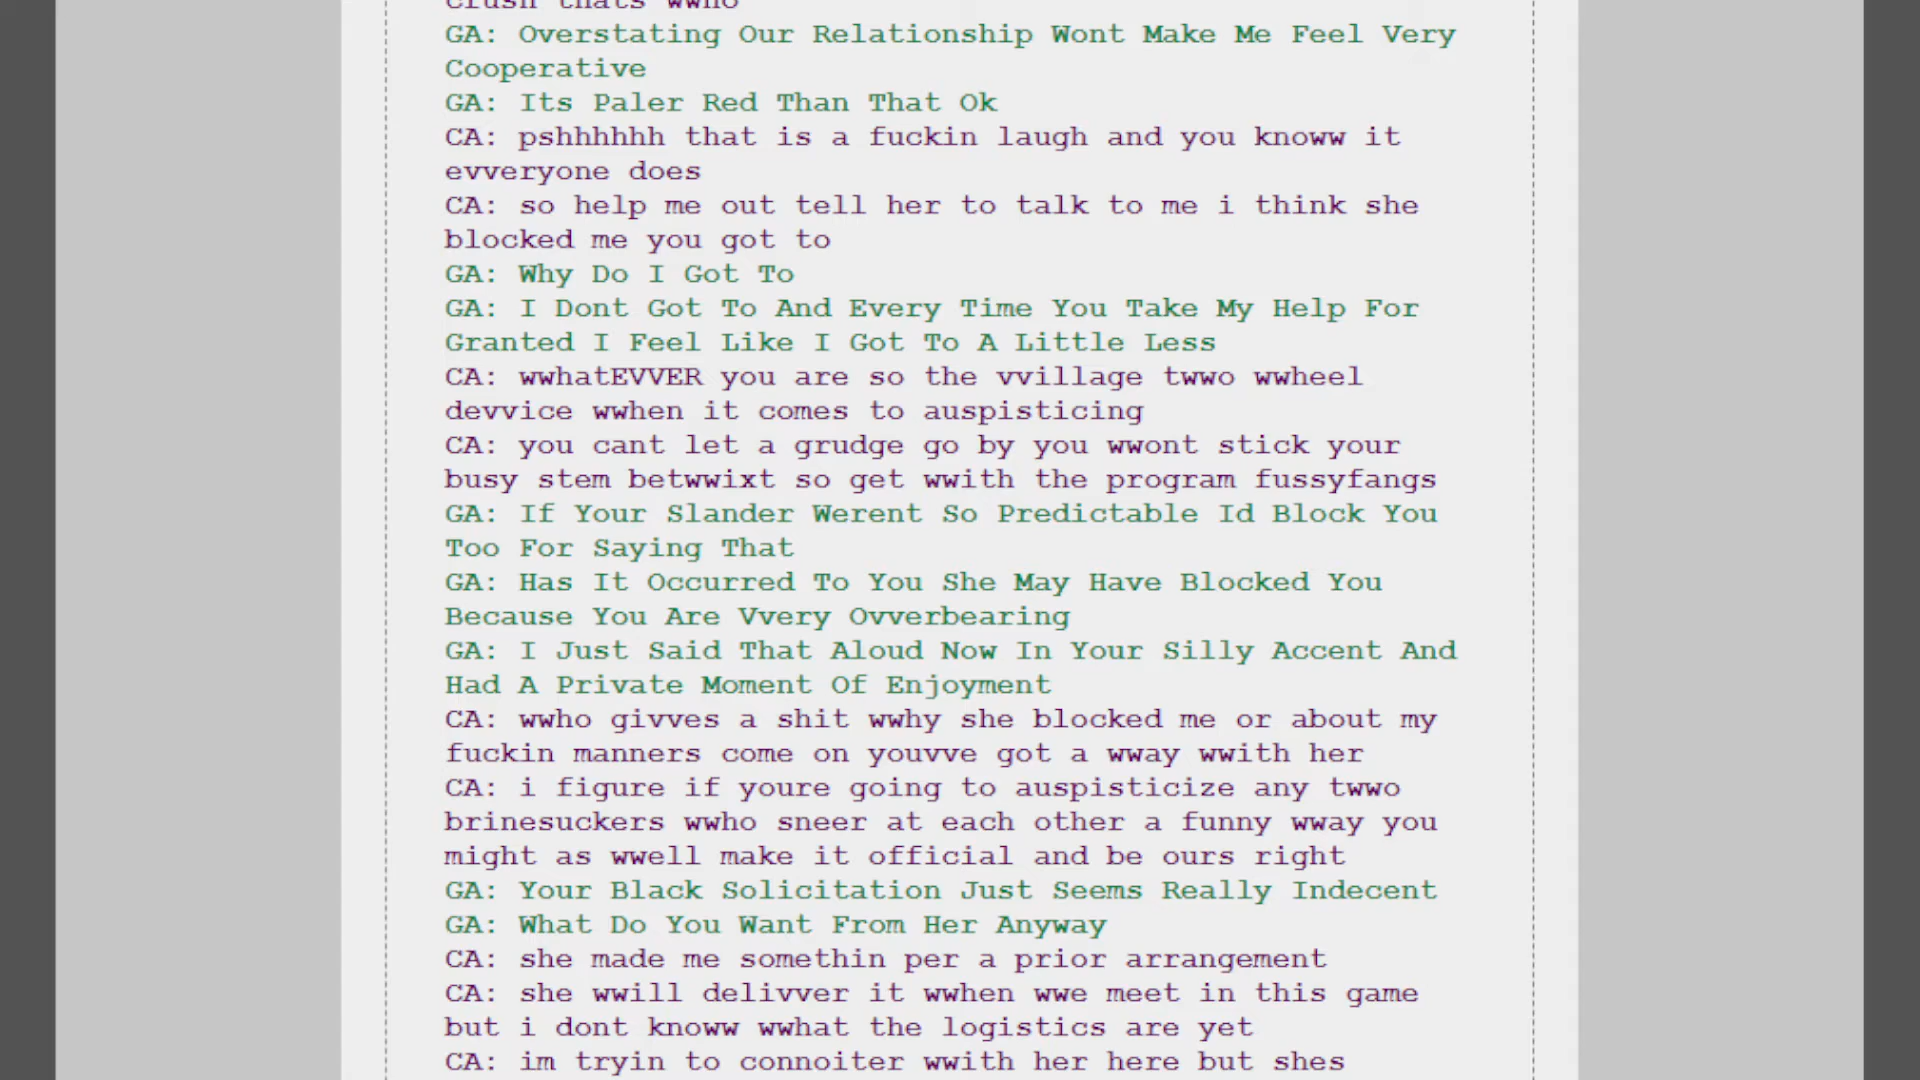 crush thats wwho
GA: Overstating Our Relationship Wont Make Me Feel Very
Cooperative
GA: Its Paler Red Than That Ok
CA: pshhhhhh that is a fuckin laugh and you knoww it
evveryone does
CA: so help me out tell her to talk to me i think she
blocked me you got to
GA: Why Do I Got To
GA: I Dont Got To And Every Time You Take My Help For
Granted I Feel Like I Got To A Little Less
CA: wwhatEVVER you are so the vvillage twwo wwheel
devvice wwhen it comes to auspisticing
CA: you cant let a grudge go by you wwont stick your
busy stem betwwixt so get wwith the program fussyfangs
GA: If Your Slander Werent So Predictable Id Block You
Too For Saying That
GA: Has It Occurred To You She May Have Blocked You
Because You Are Vvery Ovverbearing
GA: I Just Said That Aloud Now In Your Silly Accent And
Had A Private Moment Of Enjoyment
CA: wwho givves a shit wwhy she blocked me or about my
fuckin manners come on youvve got a wway wwith her
CA: i figure if youre going to auspisticize any twwo
brinesuckers wwho sneer at each other a funny wway you
might as wwell make it official and be ours right
GA: Your Black Solicitation Just Seems Really Indecent
GA: What Do You Want From Her Anyway
CA: she made me somethin per a prior arrangement
CA: she wwill delivver it wwhen wwe meet in this game
but i dont knoww wwhat the logistics are yet
CA: im tryin to connoiter wwith her here but shes